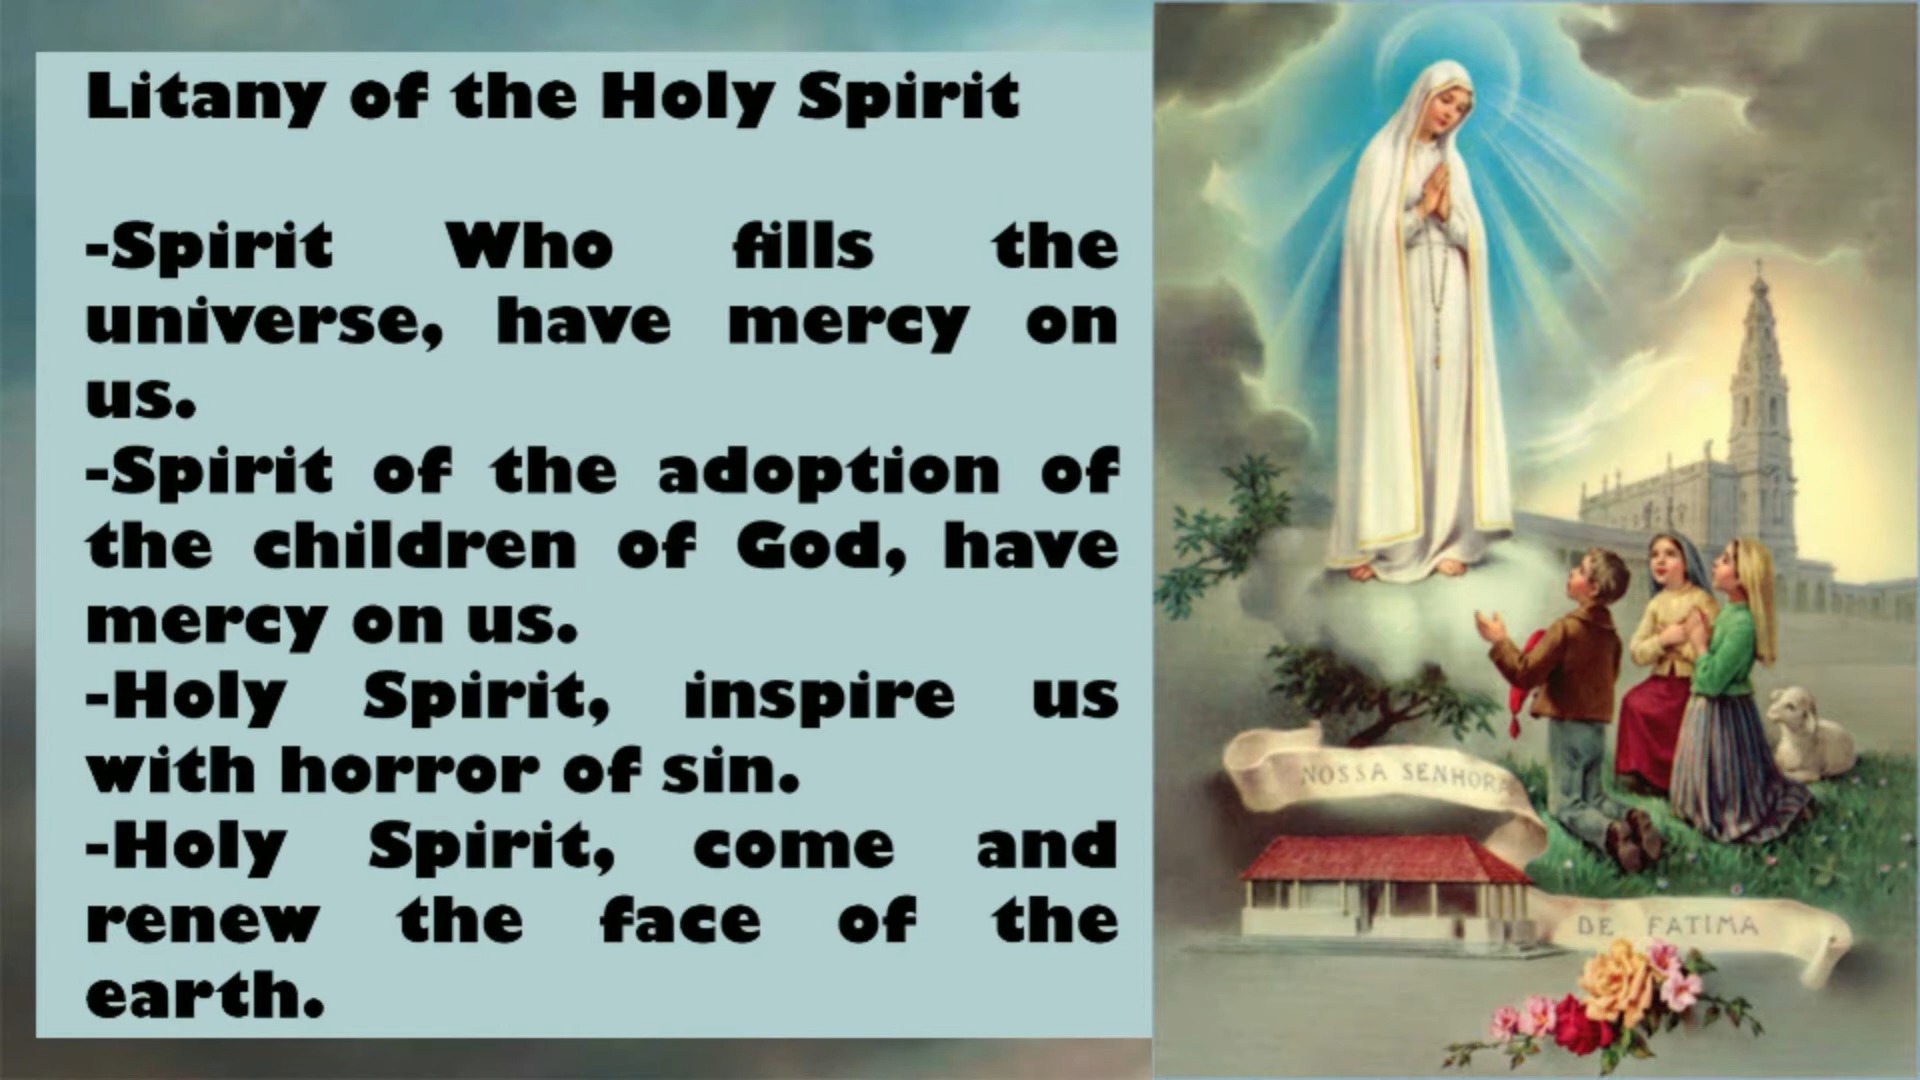 Litany of the Holy Spirit
-Spirit Who fills the
universe, have mercy on
us.
-Spirit of the adoption of
the children of God, have
mercy on us.
-Holy Spirit, inspire us
with horror of sin.
-Holy Spirit, come and
renew the face of the
earth.
NOSSA SENHORA
DE FATIMA